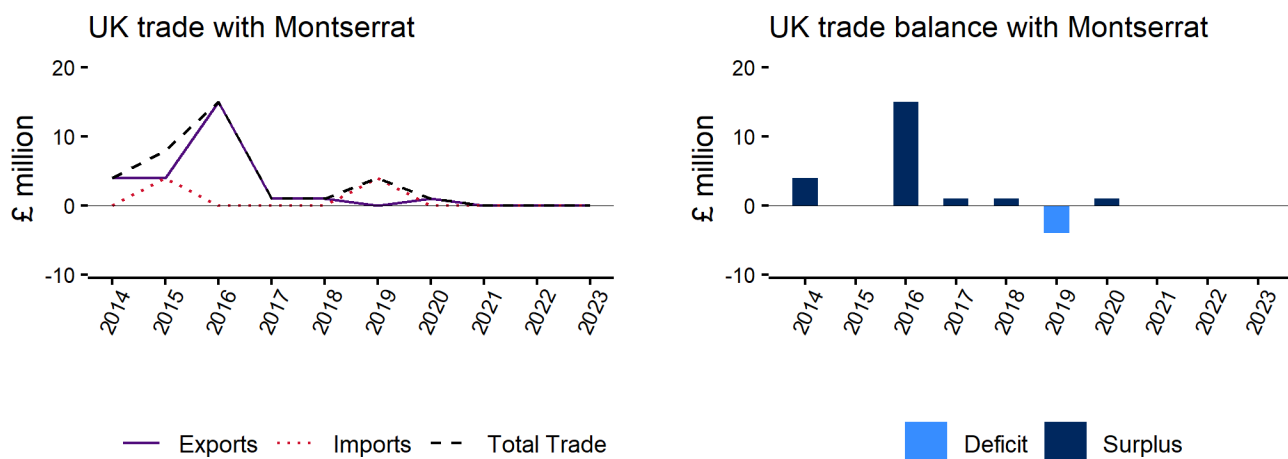 UK trade with Montserrat
£ million
20
10
0
-10
2014 2015 2016 2017 2018 2019 2020 2021 2022 2023
Exports Imports Total Trade
UK trade balance with Montserrat
£ million
20
10
0
-10
2014 2015 2016 2017 2018 2019 2020 2021 2022 2023
Deficit Surplus